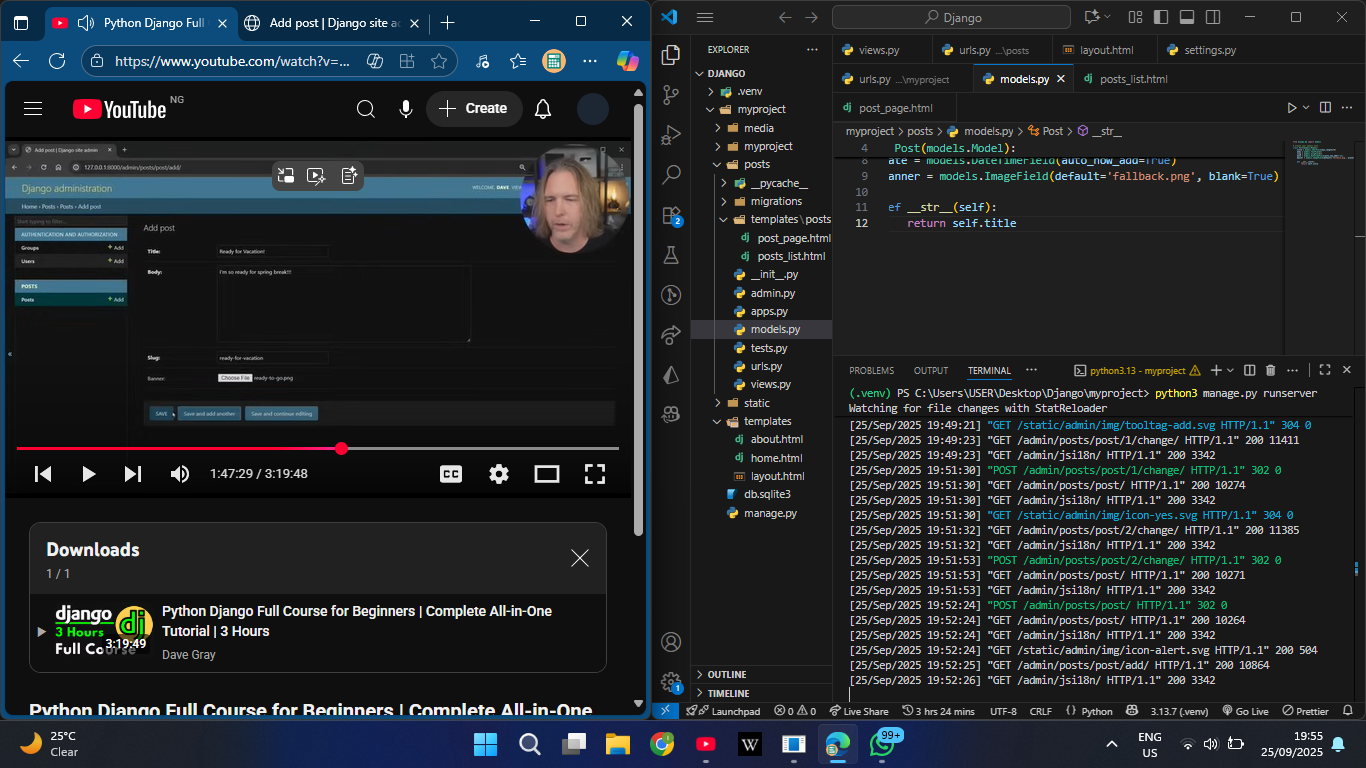 Python Django Full
Add post | Django site a
https://www.youtube.com/watch?v=...
YouTube NG
Create
Add post | Django site admin
127.0.0.1:8000/admin/posts/post/add/
Django administration
WELCOME, DAVE
Home › Posts › Add post
Start typing to filter...
AUTHENTICATION AND AUTHORIZATION
Groups + Add
Users + Add
POSTS
Posts + Add
Add post
Title: Ready for Vacation!
Body: I'm so ready for spring break!!!
Slug: ready-for-vacation
Banner: Choose File ready-to-go.png
SAVE Save and add another Save and continue editing
1:47:29 / 3:19:48
CC
Downloads
1 / 1
django
3 Hours
Full Course
dj
3:19:49
Python Django Full Course for Beginners | Complete All-in-One
Tutorial | 3 Hours
Dave Gray
Python Django Full Course for Beginners | Complete All-in-One
Django
EXPLORER
DJANGO
.venv
myproject
media
myproject
posts
__pycache__
migrations
templates\posts
post_page.html
posts_list.html
__init__.py
admin.py
apps.py
models.py
tests.py
urls.py
views.py
static
templates
about.html
home.html
layout.html
db.sqlite3
manage.py
OUTLINE
TIMELINE
2
1
views.py
urls.py ...\posts
layout.html
settings.py
urls.py ...\myproject
models.py
posts_list.html
post_page.html
myproject > posts > models.py > Post > __str__
4 Post(models.Model):
8 ate = models.DateTimeField(auto_now_add=True)
9 anner = models.ImageField(default='fallback.png', blank=True)
10
11 ef __str__(self):
12 return self.title
PROBLEMS OUTPUT TERMINAL ... python3.13 - myproject
(.venv) PS C:\Users\USER\Desktop\Django\myproject> python3 manage.py runserver
Watching for file changes with StatReloader
[25/Sep/2025 19:49:21] "GET /static/admin/img/tooltag-add.svg HTTP/1.1" 304 0
[25/Sep/2025 19:49:23] "GET /admin/posts/post/1/change/ HTTP/1.1" 200 11411
[25/Sep/2025 19:49:23] "GET /admin/jsi18n/ HTTP/1.1" 200 3342
[25/Sep/2025 19:51:30] "POST /admin/posts/post/1/change/ HTTP/1.1" 302 0
[25/Sep/2025 19:51:30] "GET /admin/posts/post/ HTTP/1.1" 200 10274
[25/Sep/2025 19:51:30] "GET /admin/jsi18n/ HTTP/1.1" 200 3342
[25/Sep/2025 19:51:30] "GET /static/admin/img/icon-yes.svg HTTP/1.1" 304 0
[25/Sep/2025 19:51:32] "GET /admin/posts/post/2/change/ HTTP/1.1" 200 11385
[25/Sep/2025 19:51:32] "GET /admin/jsi18n/ HTTP/1.1" 200 3342
[25/Sep/2025 19:51:53] "POST /admin/posts/post/2/change/ HTTP/1.1" 302 0
[25/Sep/2025 19:51:53] "GET /admin/posts/post/ HTTP/1.1" 200 10271
[25/Sep/2025 19:51:53] "GET /admin/jsi18n/ HTTP/1.1" 200 3342
[25/Sep/2025 19:52:24] "POST /admin/posts/post/ HTTP/1.1" 302 0
[25/Sep/2025 19:52:24] "GET /admin/posts/post/ HTTP/1.1" 200 10264
[25/Sep/2025 19:52:24] "GET /admin/jsi18n/ HTTP/1.1" 200 3342
[25/Sep/2025 19:52:24] "GET /static/admin/img/icon-alert.svg HTTP/1.1" 200 504
[25/Sep/2025 19:52:25] "GET /admin/posts/post/add/ HTTP/1.1" 200 10864
[25/Sep/2025 19:52:26] "GET /admin/jsi18n/ HTTP/1.1" 200 3342
Launchpad 0 0 Live Share 3 hrs 24 mins UTF-8 CRLF Python 3.13.7 (.venv) Go Live Prettier
25°C
Clear
W
99+
ENG
US
19:55
25/09/2025